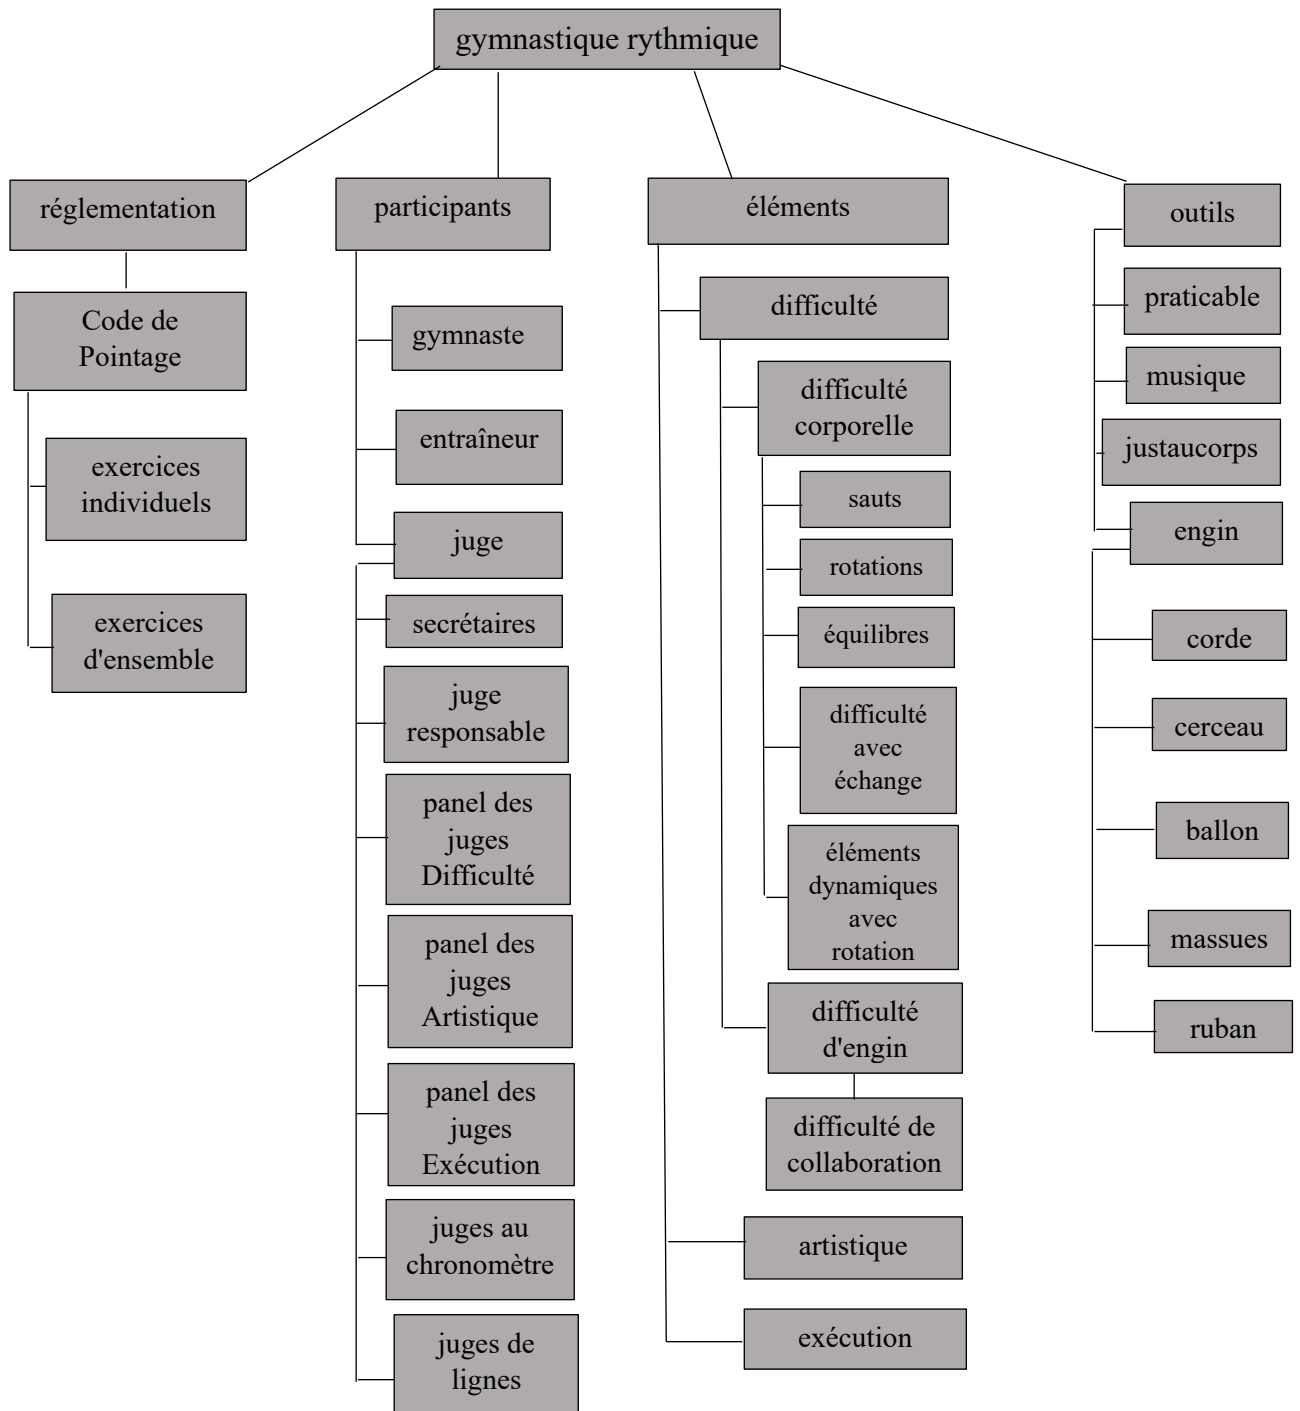 gymnastique rythmique
réglementation
Code de
Pointage
exercices
individuels
exercices
d'ensemble
participants
gymnaste
entraîneur
juge
secrétaires
juge
responsable
panel des
juges
Difficulté
panel des
juges
Artistique
panel des
juges
Exécution
juges au
chronomètre
juges de
lignes
éléments
difficulté
difficulté
corporelle
sauts
rotations
équilibres
difficulté
avec
échange
éléments
dynamiques
avec
rotation
difficulté
d'engin
difficulté de
collaboration
artistique
exécution
outils
praticable
musique
justaucorps
engin
corde
cerceau
ballon
massues
ruban